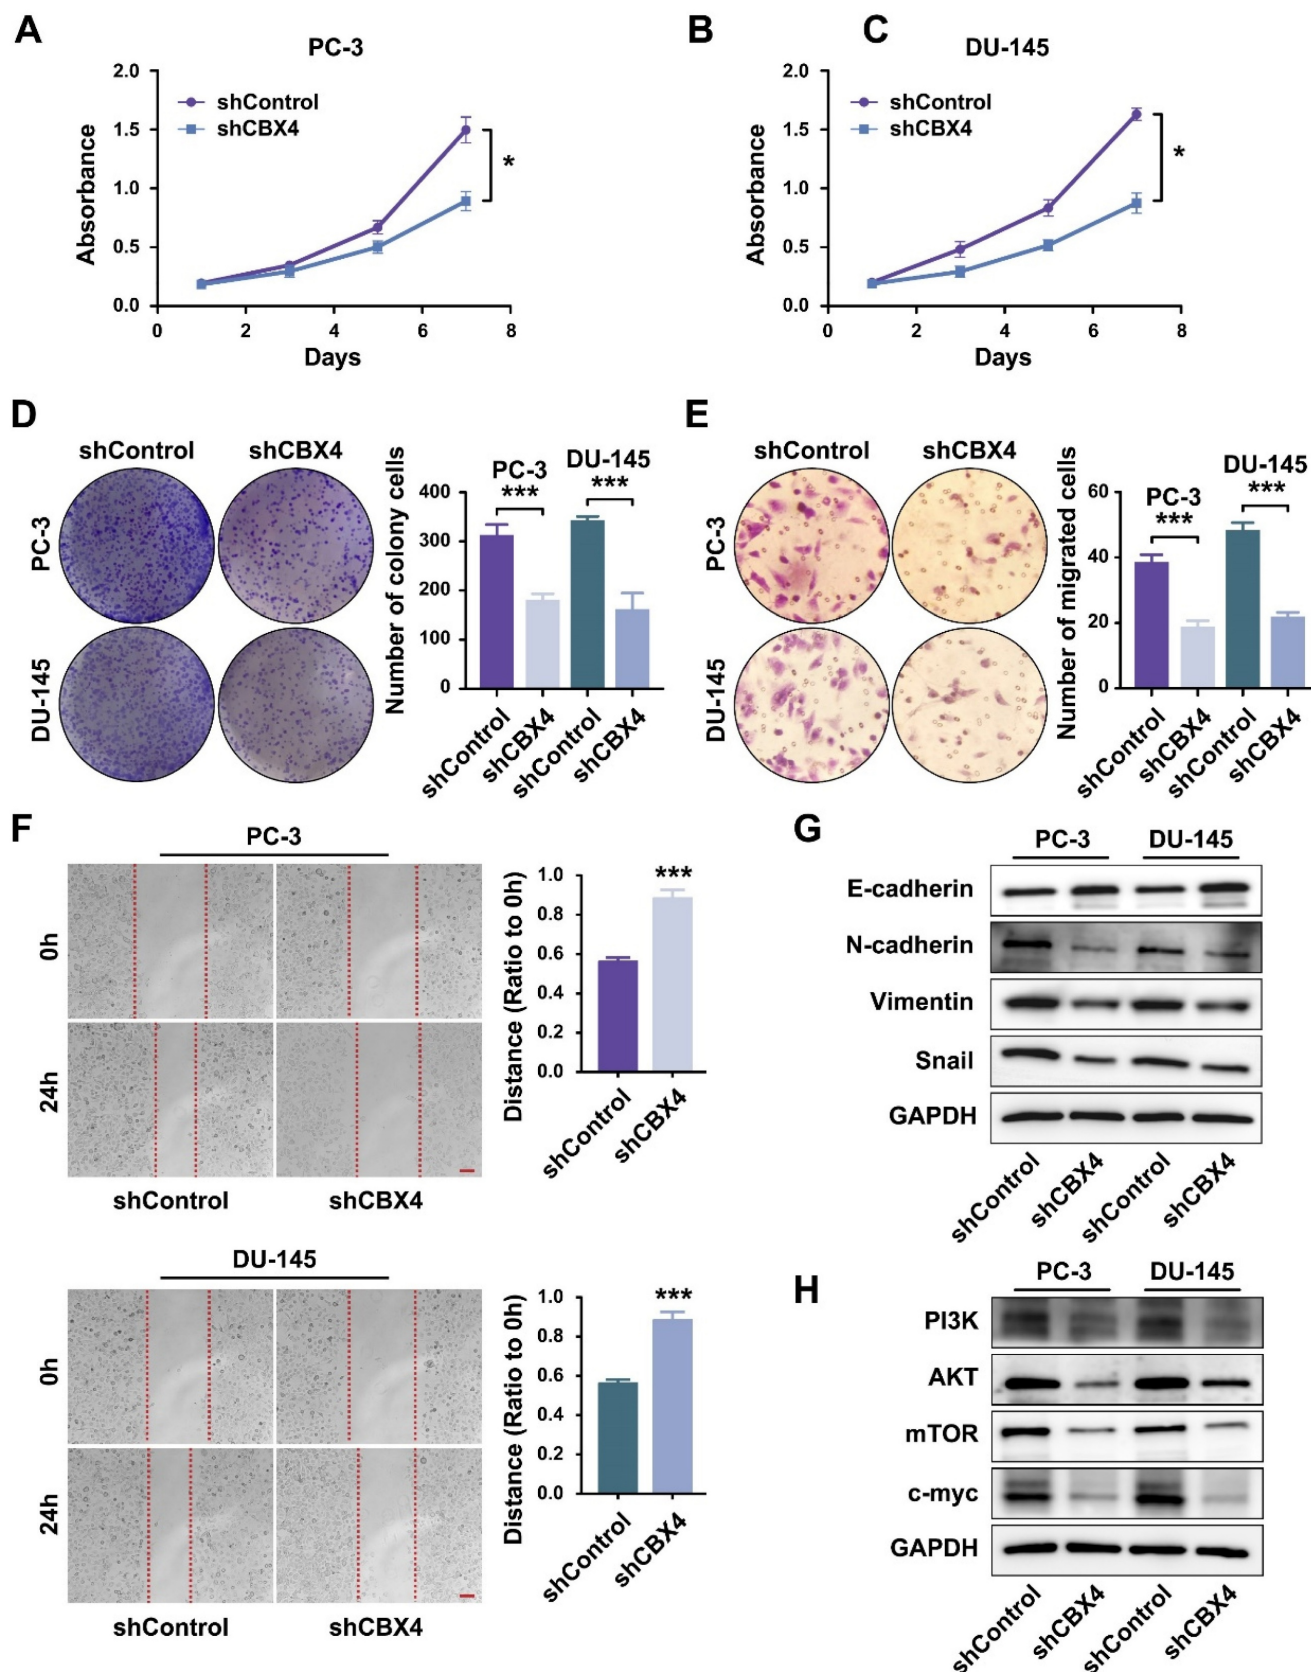 A
PC-3
2.0
1.5
1.0
0.5
0.0
Absorbance
shControl
shCBX4
*
0 2 4 6 8
Days
B C
DU-145
2.0
1.5
1.0
0.5
0.0
Absorbance
shControl
shCBX4
*
0 2 4 6 8
Days
D
shControl shCBX4
PC-3
DU-145
Number of colony cells
400
300
200
100
0
PC-3
***
DU-145
***
shControl
shCBX4
shControl
shCBX4
E
shControl shCBX4
PC-3
DU-145
Number of migrated cells
60
40
20
0
PC-3
***
DU-145
***
shControl
shCBX4
shControl
shCBX4
F
PC-3
0h
24h
shControl shCBX4
Distance (Ratio to 0h)
1.0
0.8
0.6
0.4
0.2
0.0
***
shControl
shCBX4
DU-145
0h
24h
shControl shCBX4
Distance (Ratio to 0h)
1.0
0.8
0.6
0.4
0.2
0.0
***
shControl
shCBX4
G
PC-3 DU-145
E-cadherin
N-cadherin
Vimentin
Snail
GAPDH
shControl
shCBX4
shControl
shCBX4
H
PC-3 DU-145
PI3K
AKT
mTOR
c-myc
GAPDH
shControl
shCBX4
shControl
shCBX4